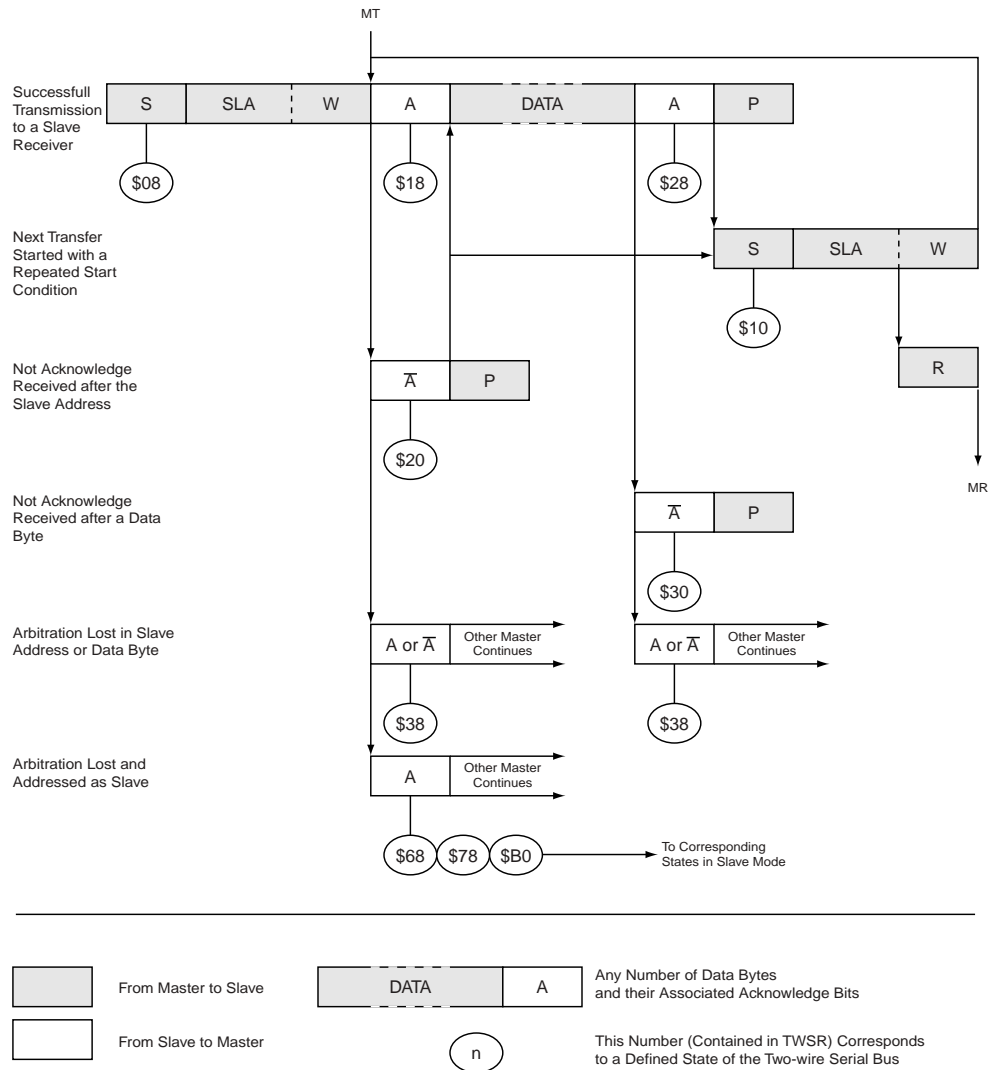 MT
Successfull
Transmission
to a Slave
Receiver
S SLA W A DATA A P
$08 $18 $28
Next Transfer
Started with a
Repeated Start
Condition
S SLA W
$10
Not Acknowledge
Received after the
Slave Address
A̅ P
R
$20
MR
Not Acknowledge
Received after a Data
Byte
A̅ P
$30
Arbitration Lost in Slave
Address or Data Byte
A or A̅
Other Master
Continues
A or A̅
Other Master
Continues
$38 $38
Arbitration Lost and
Addressed as Slave
A
Other Master
Continues
$68 $78 $B0
To Corresponding
States in Slave Mode
From Master to Slave
DATA A
Any Number of Data Bytes
and their Associated Acknowledge Bits
From Slave to Master
n
This Number (Contained in TWSR) Corresponds
to a Defined State of the Two-wire Serial Bus